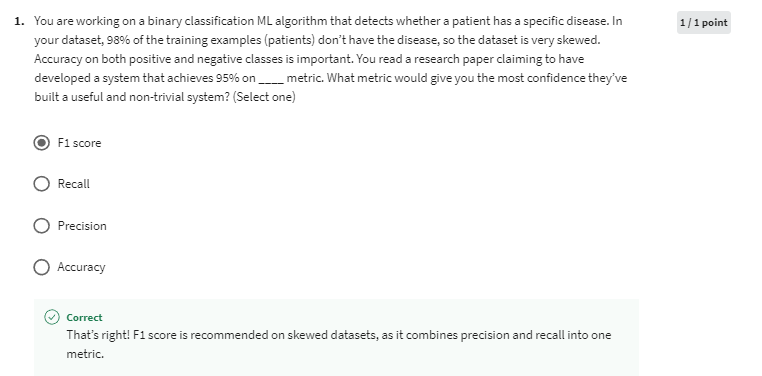 1. You are working on a binary classification ML algorithm that detects whether a patient has a specific disease. In
1 / 1 point
your dataset, 98% of the training examples (patients) don't have the disease, so the dataset is very skewed.
Accuracy on both positive and negative classes is important. You read a research paper claiming to have
developed a system that achieves 95% on ____ metric. What metric would give you the most confidence they've
built a useful and non-trivial system? (Select one)
F1 score
Recall
Precision
Accuracy
Correct
That's right! F1 score is recommended on skewed datasets, as it combines precision and recall into one
metric.